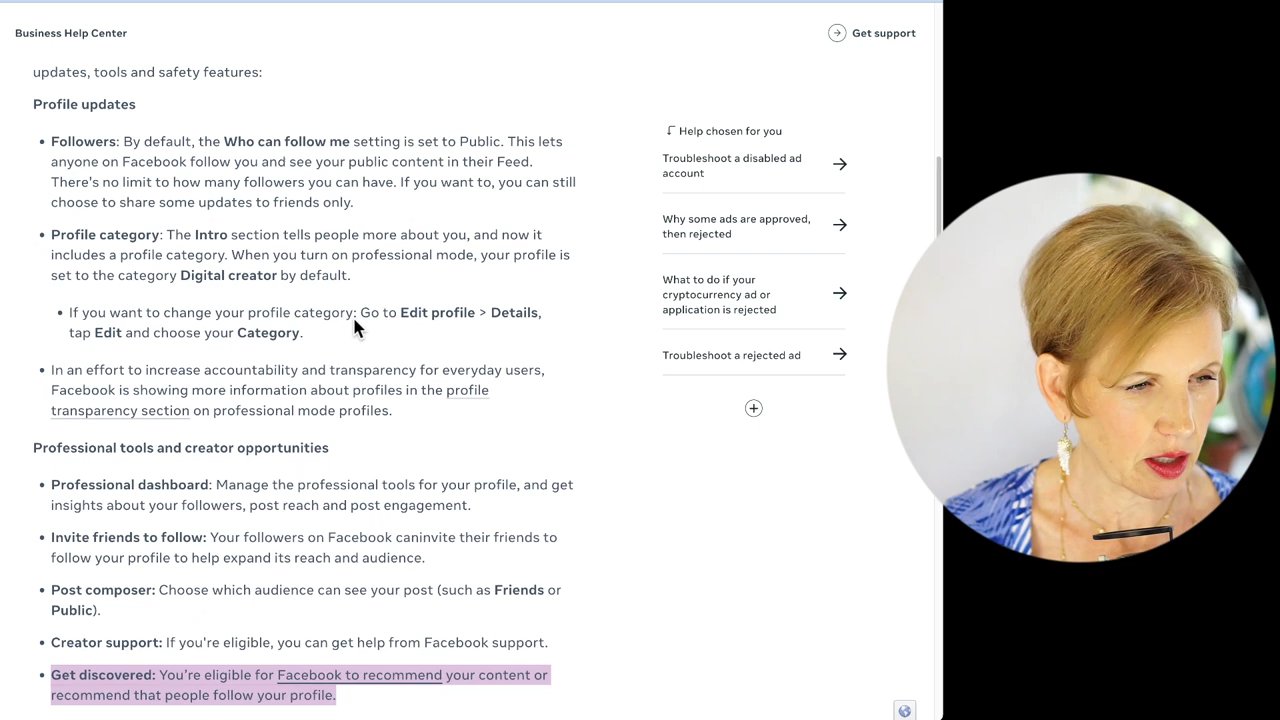 Business Help Center
Get support
updates, tools and safety features:
Profile updates
• Followers: By default, the Who can follow me setting is set to Public. This lets
anyone on Facebook follow you and see your public content in their Feed.
There's no limit to how many followers you can have. If you want to, you can still
choose to share some updates to friends only.
• Profile category: The Intro section tells people more about you, and now it
includes a profile category. When you turn on professional mode, your profile is
set to the category Digital creator by default.
• If you want to change your profile category: Go to Edit profile > Details,
tap Edit and choose your Category.
• In an effort to increase accountability and transparency for everyday users,
Facebook is showing more information about profiles in the profile
transparency section on professional mode profiles.
Professional tools and creator opportunities
• Professional dashboard: Manage the professional tools for your profile, and get
insights about your followers, post reach and post engagement.
• Invite friends to follow: Your followers on Facebook caninvite their friends to
follow your profile to help expand its reach and audience.
• Post composer: Choose which audience can see your post (such as Friends or
Public).
• Creator support: If you're eligible, you can get help from Facebook support.
• Get discovered: You're eligible for Facebook to recommend your content or
recommend that people follow your profile.
Help chosen for you
Troubleshoot a disabled ad
account
Why some ads are approved,
then rejected
What to do if your
cryptocurrency ad or
application is rejected
Troubleshoot a rejected ad